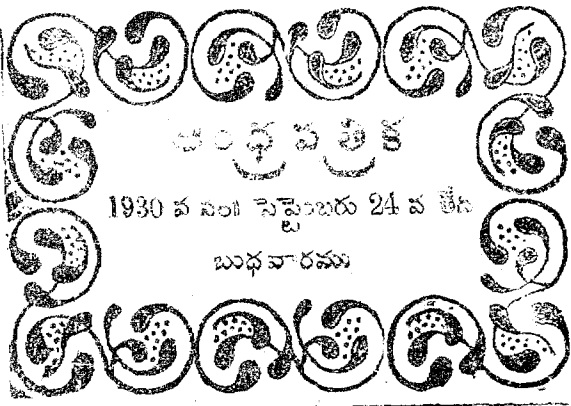 ఆంధ్రపత్రిక
1930 వ సం॥ సెప్టెంబరు 24 వ తేది
బుధవారము